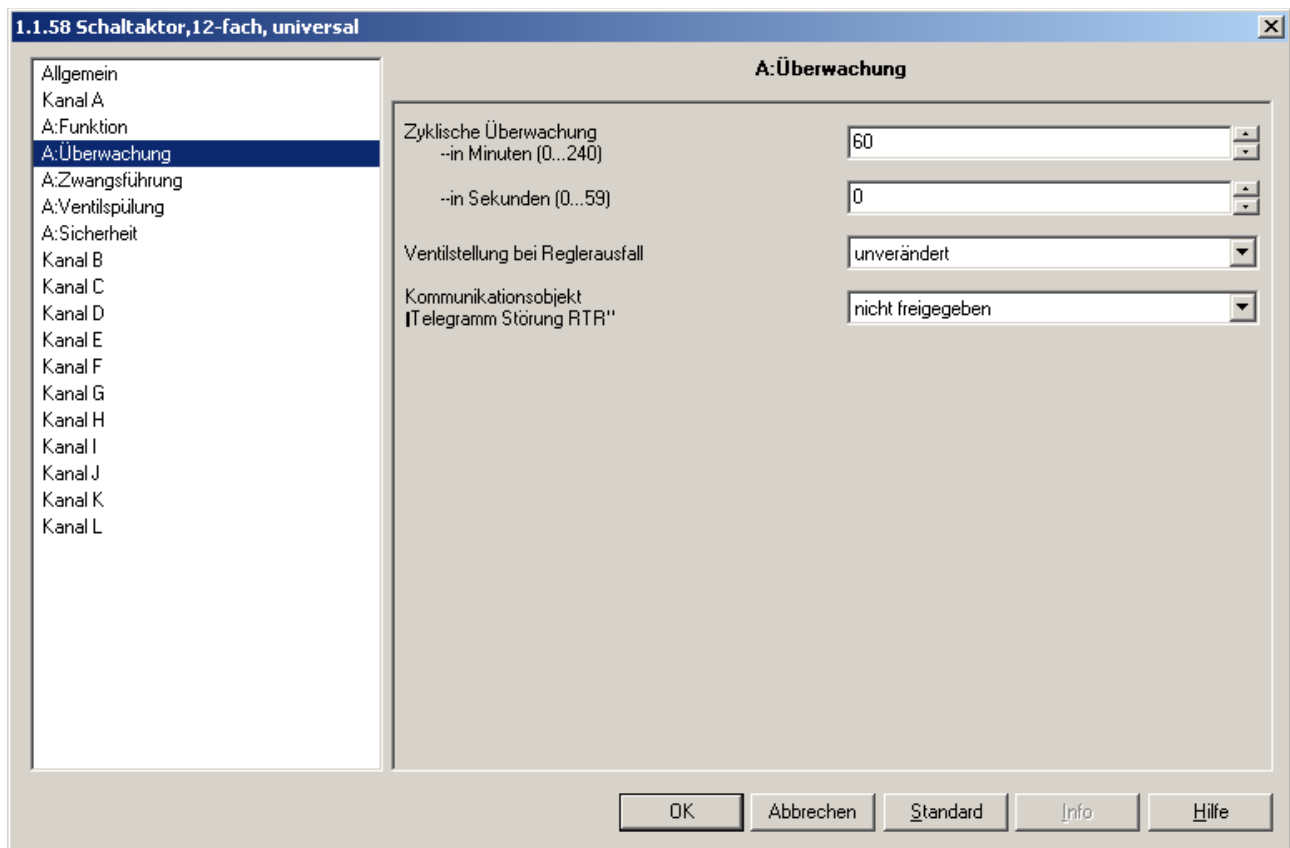 1.1.58 Schaltaktor,12-fach, universal
Allgemein
Kanal A
A:Funktion
A:Überwachung
A:Zwangsführung
A:Ventilspülung
A:Sicherheit
Kanal B
Kanal C
Kanal D
Kanal E
Kanal F
Kanal G
Kanal H
Kanal I
Kanal J
Kanal K
Kanal L
A:Überwachung
Zyklische Überwachung
--in Minuten (0...240)
60
--in Sekunden (0...59)
0
Ventilstellung bei Reglerausfall
unverändert
Kommunikationsobjekt
|Telegramm Störung RTR"
nicht freigegeben
OK
Abbrechen
Standard
Info
Hilfe